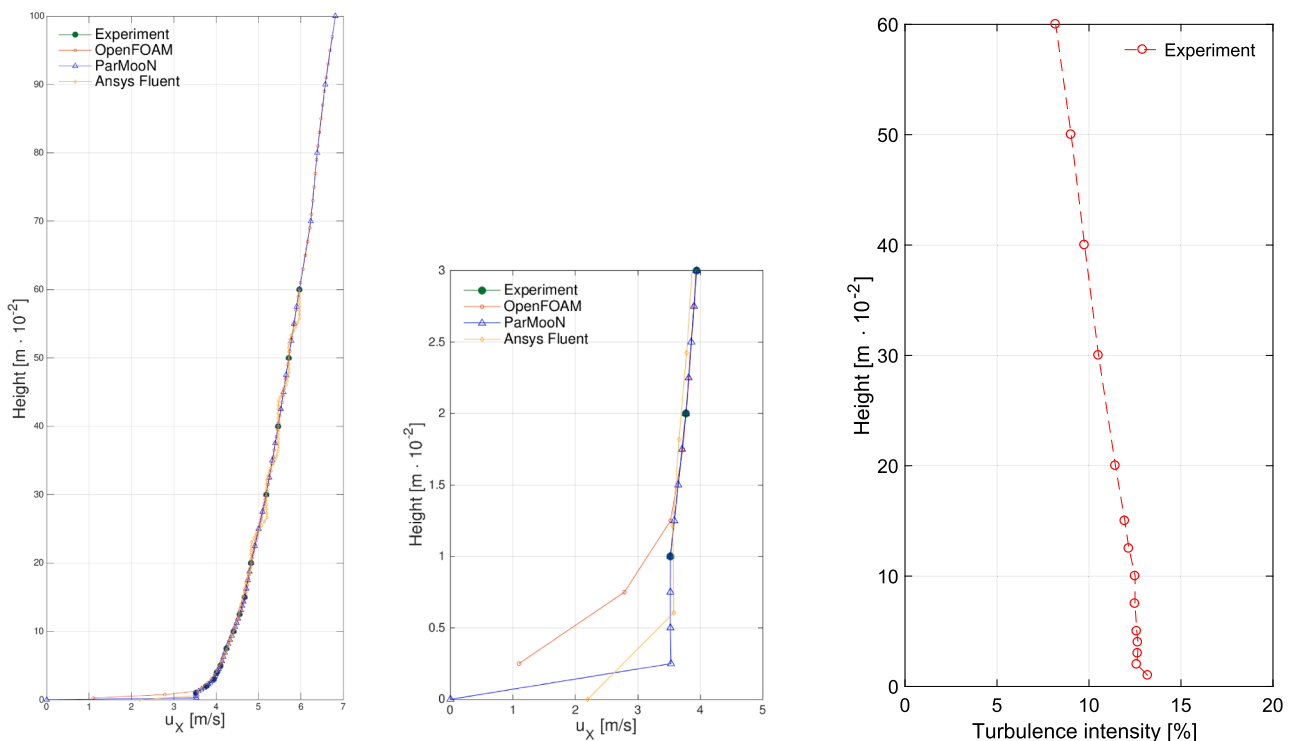 100
90
80
70
60
50
40
30
20
10
0
Height [m · 10^-2]
Experiment
OpenFOAM
ParMooN
Ansys Fluent
0 1 2 3 4 5 6 7
u_X [m/s]
3
2.5
2
1.5
1
0.5
0
Height [m · 10^-2]
Experiment
OpenFOAM
ParMooN
Ansys Fluent
0 1 2 3 4 5
u_X [m/s]
60
50
40
30
20
10
0
Height [m · 10^-2]
Experiment
0 5 10 15 20
Turbulence intensity [%]